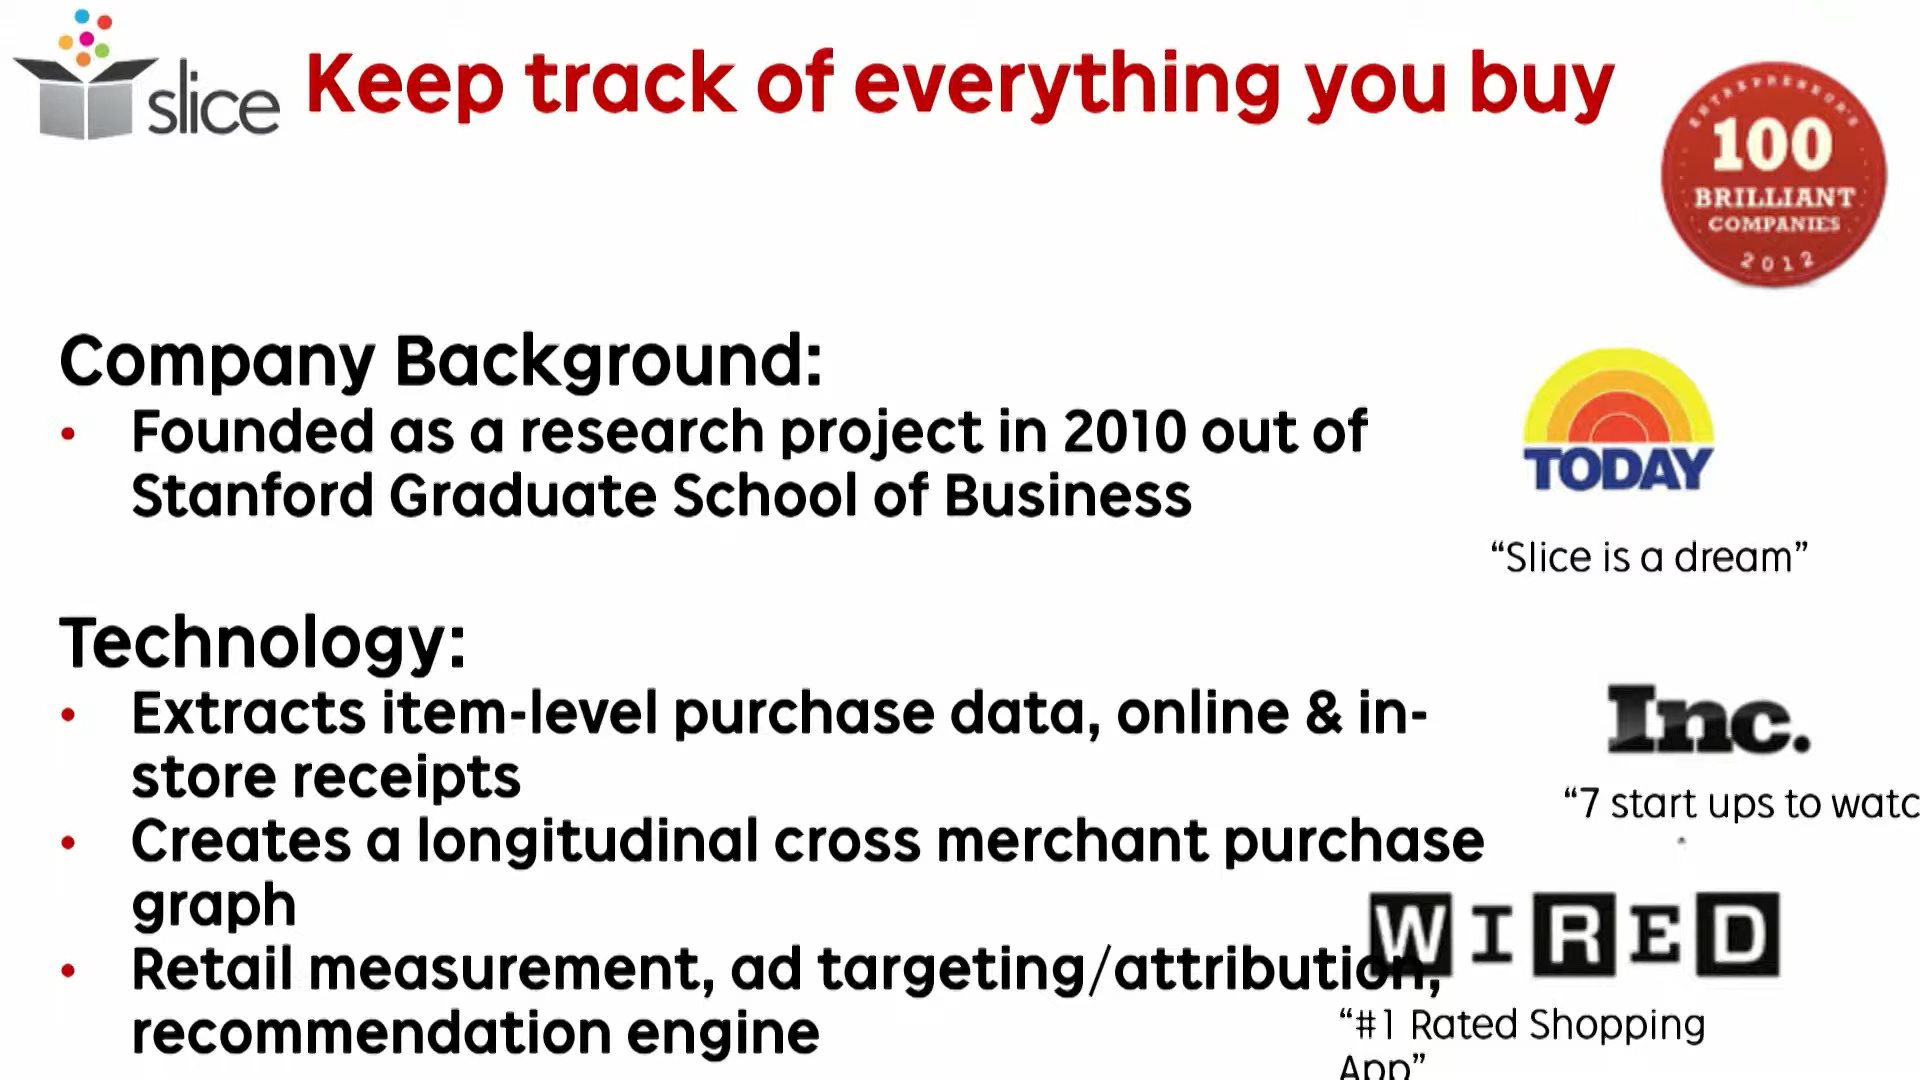 slice
Keep track of everything you buy
ENTREPRENEUR'S
100
BRILLIANT
COMPANIES
2012
Company Background:
• Founded as a research project in 2010 out of
Stanford Graduate School of Business
TODAY
“Slice is a dream”
Technology:
• Extracts item-level purchase data, online & in-
store receipts
• Creates a longitudinal cross merchant purchase
graph
• Retail measurement, ad targeting/attribution,
recommendation engine
Inc.
“7 start ups to watc
WIRED
“#1 Rated Shopping
App”